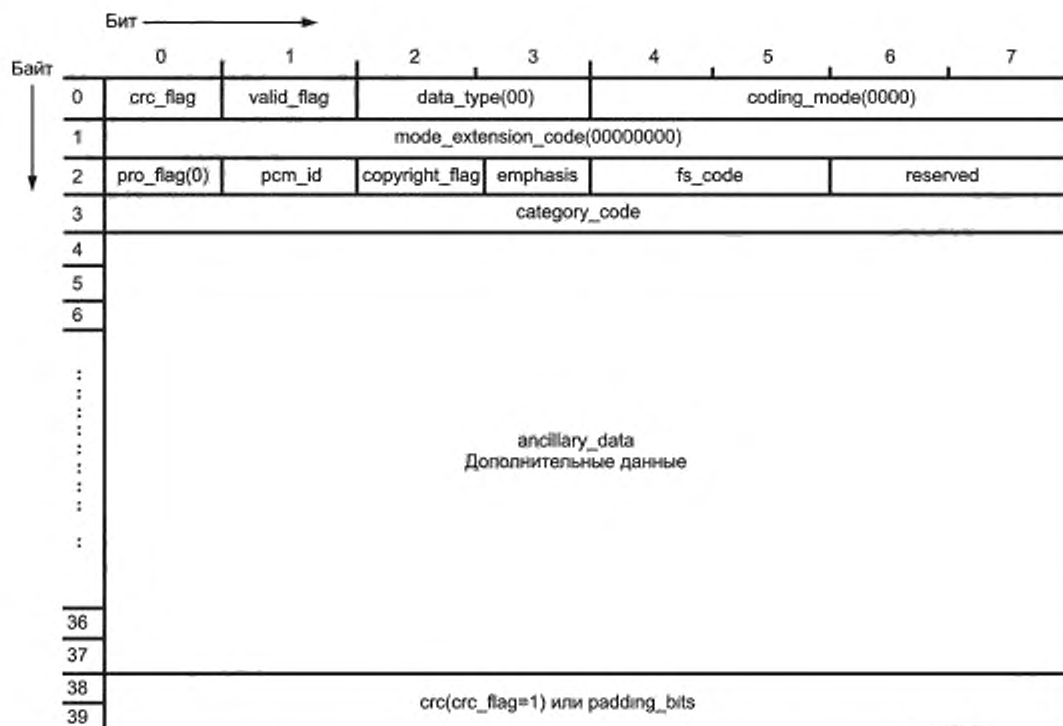 Бит
0 1 2 3 4 5 6 7
Байт
0 crc_flag valid_flag data_type(00) coding_mode(0000)
1 mode_extension_code(00000000)
2 pro_flag(0) pcm_id copyright_flag emphasis fs_code reserved
3 category_code
4
5
6
ancillary_data
Дополнительные данные
36
37
38
crc(crc_flag=1) или padding_bits
39